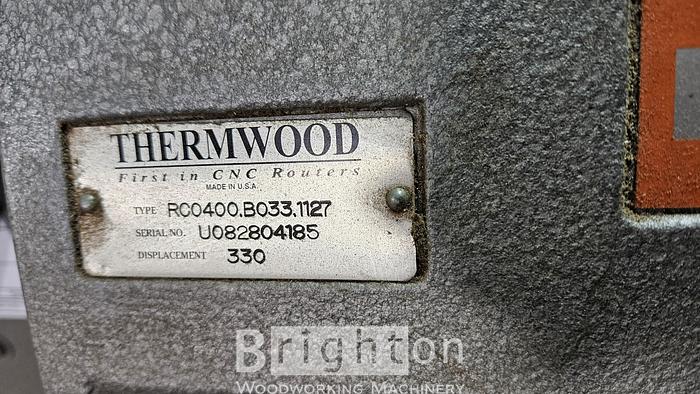 THERMWOOD
First in CNC Routers
MADE IN U.S.A.
TYPE RC0400.B033.1127
SERIAL NO. U082804185
DISPLACEMENT 330
Brighton
WOODWORKING MACHINERY